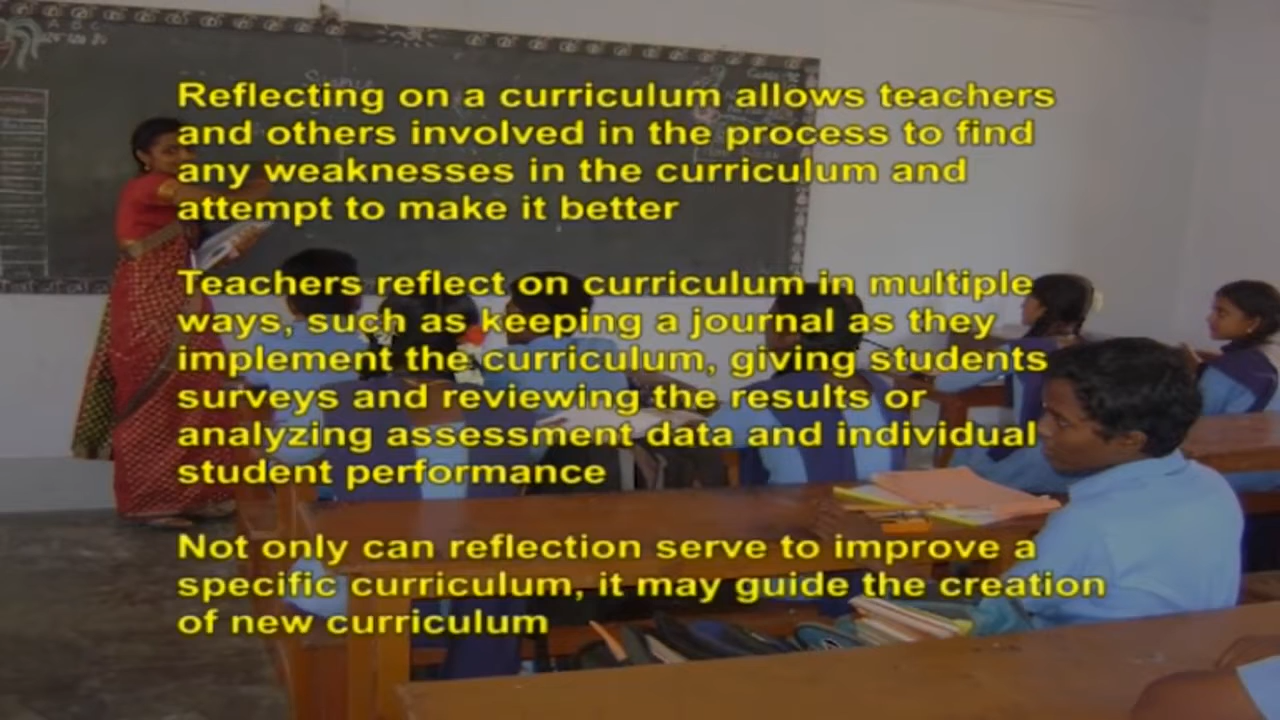 Reflecting on a curriculum allows teachers
and others involved in the process to find
any weaknesses in the curriculum and
attempt to make it better
Teachers reflect on curriculum in multiple
ways, such as keeping a journal as they
implement the curriculum, giving students
surveys and reviewing the results or
analyzing assessment data and individual
student performance
Not only can reflection serve to improve a
specific curriculum, it may guide the creation
of new curriculum